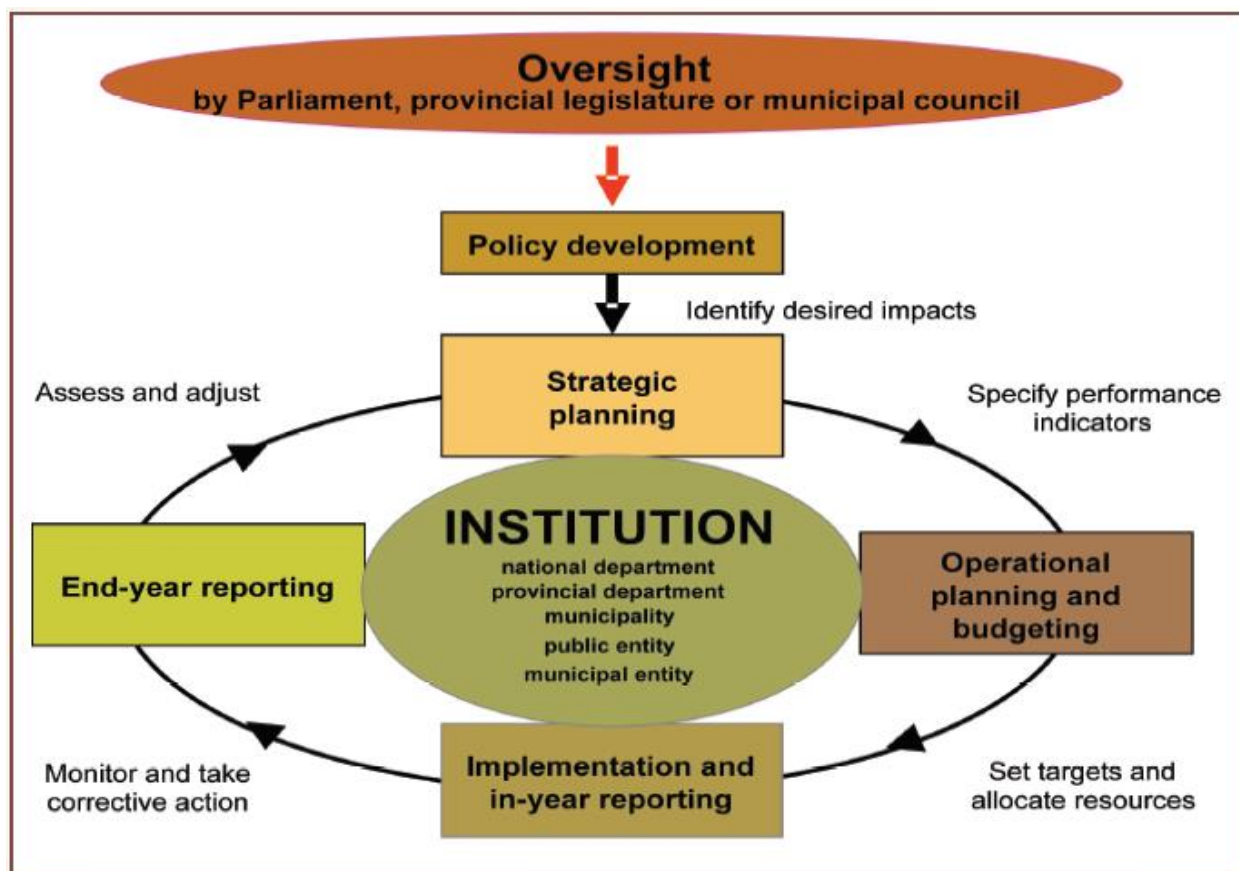 Oversight
by Parliament, provincial legislature or municipal council
Policy development
Identify desired impacts
Strategic
planning
Assess and adjust
Specify performance
indicators
INSTITUTION
national department
provincial department
municipality
public entity
municipal entity
End-year reporting
Operational
planning and
budgeting
Implementation and
in-year reporting
Monitor and take
corrective action
Set targets and
allocate resources